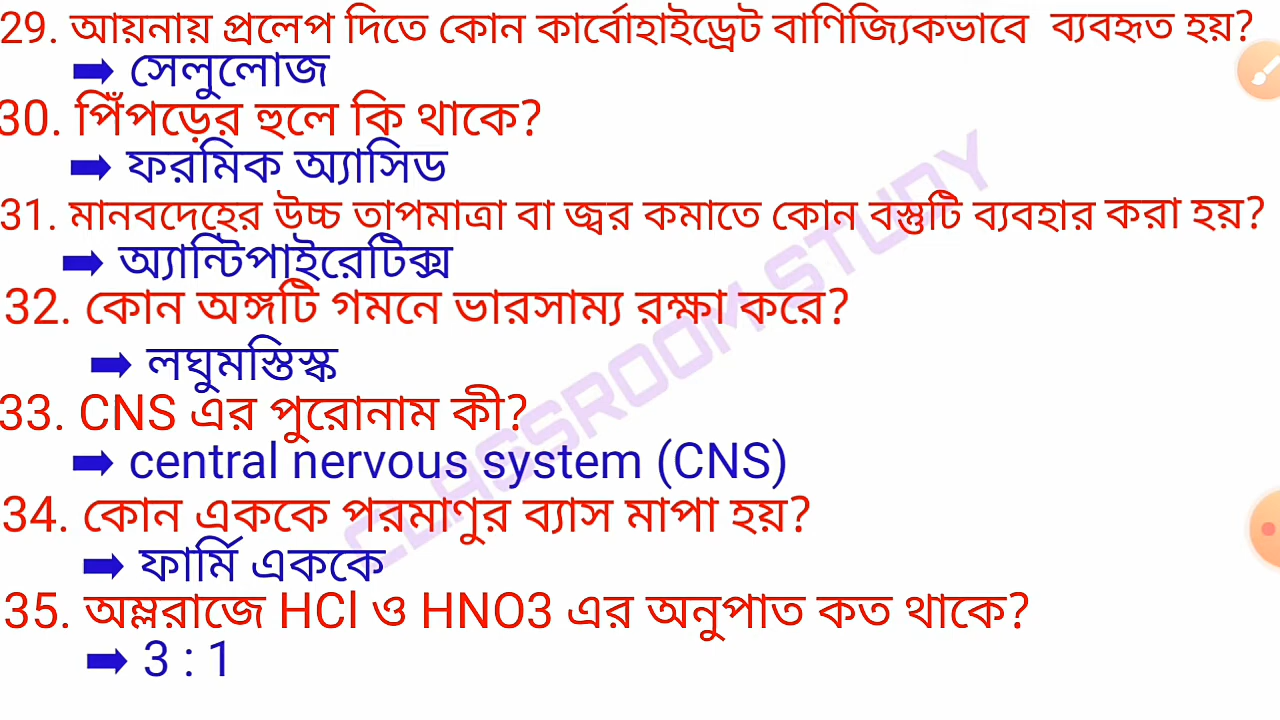 29. আয়নায় প্রলেপ দিতে কোন কার্বোহাইড্রেট বাণিজ্যিকভাবে ব্যবহৃত হয়?
➡ সেলুলোজ
30. পিঁপড়ের হুলে কি থাকে?
➡ ফরমিক অ্যাসিড
31. মানবদেহের উচ্চ তাপমাত্রা বা জ্বর কমাতে কোন বস্তুটি ব্যবহার করা হয়?
➡ অ্যান্টিপাইরেটিক্স
32. কোন অঙ্গটি গমনে ভারসাম্য রক্ষা করে?
➡ লঘুমস্তিস্ক
33. CNS এর পুরোনাম কী?
➡ central nervous system (CNS)
34. কোন এককে পরমাণুর ব্যাস মাপা হয়?
➡ ফার্মি এককে
35. অম্লরাজে HCl ও HNO3 এর অনুপাত কত থাকে?
➡ 3 : 1
CLASSROOM STUDY